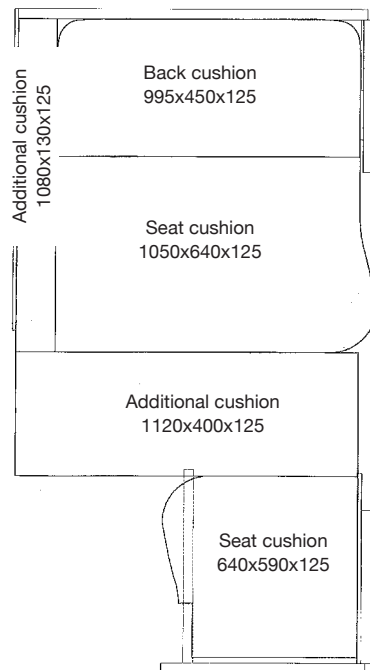 Back cushion
995x450x125
Additional cushion
1080x130x125
Seat cushion
1050x640x125
Additional cushion
1120x400x125
Seat cushion
640x590x125